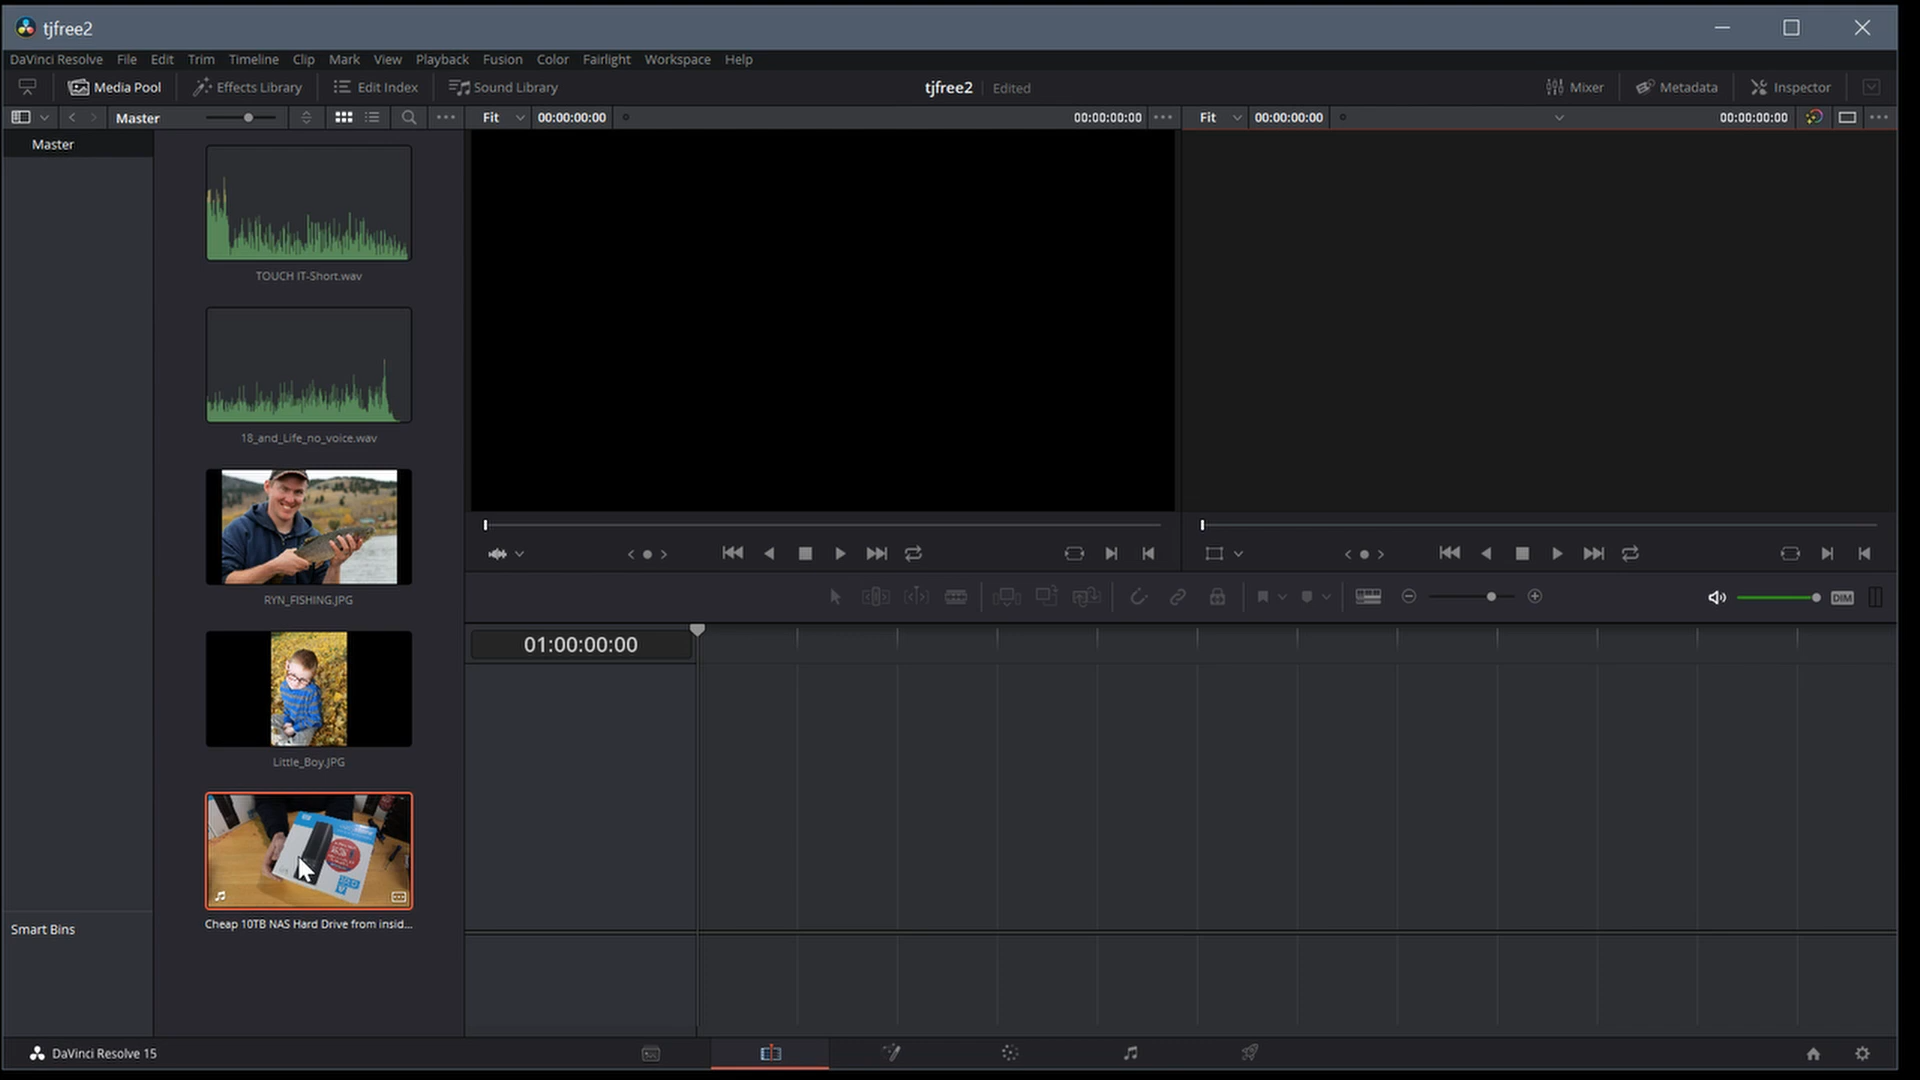 tjfree2
DaVinci Resolve File Edit Trim Timeline Clip Mark View Playback Fusion Color Fairlight Workspace Help
Media Pool Effects Library Edit Index Sound Library tjfree2 Edited Mixer Metadata Inspector
Master Fit 00:00:00:00 00:00:00:00 Fit 00:00:00:00 00:00:00:00
Master
TOUCH IT-Short.wav
18_and_Life_no_voice.wav
RYN_FISHING.JPG
DIM
01:00:00:00
Little_Boy.JPG
Cheap 10TB NAS Hard Drive from insid...
Smart Bins
DaVinci Resolve 15